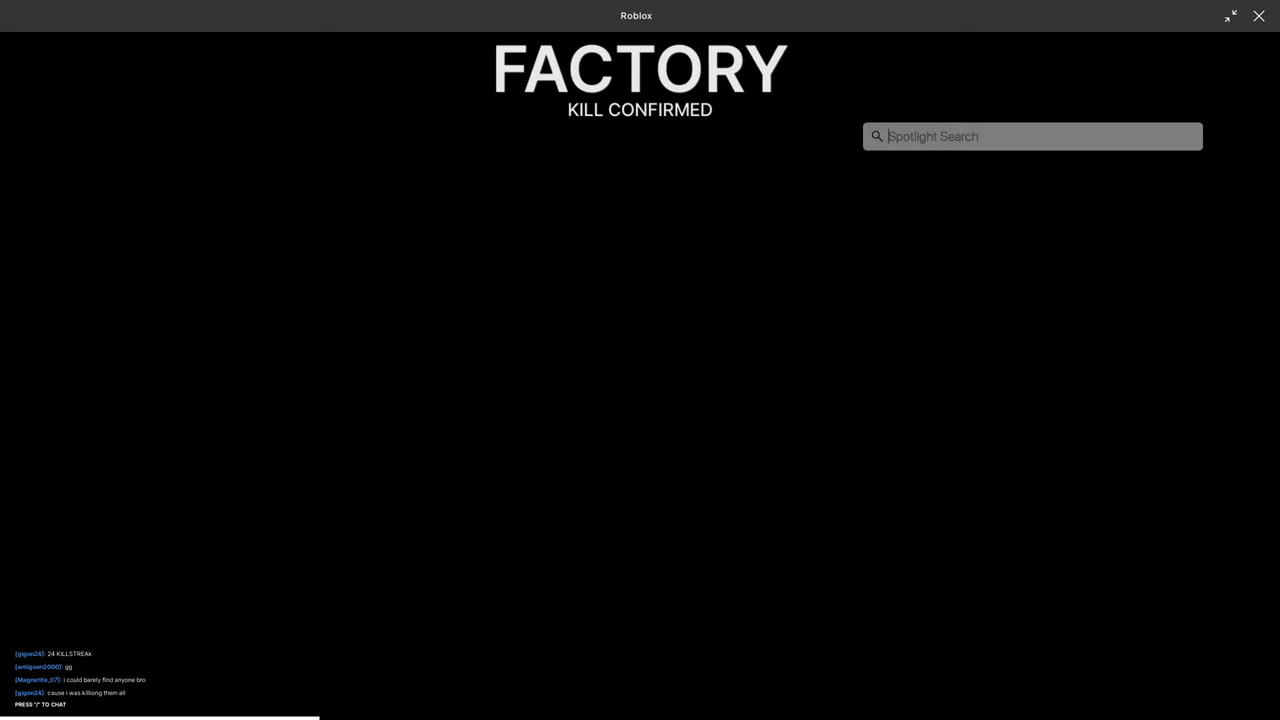 Roblox
FACTORY
KILL CONFIRMED
Spotlight Search
[gigon24]: 24 KILLSTREAk
[antigoon2000]: gg
[Magnetite_07]: i could barely find anyone bro
[gigon24]: cause i was killiong them all
PRESS "/" TO CHAT